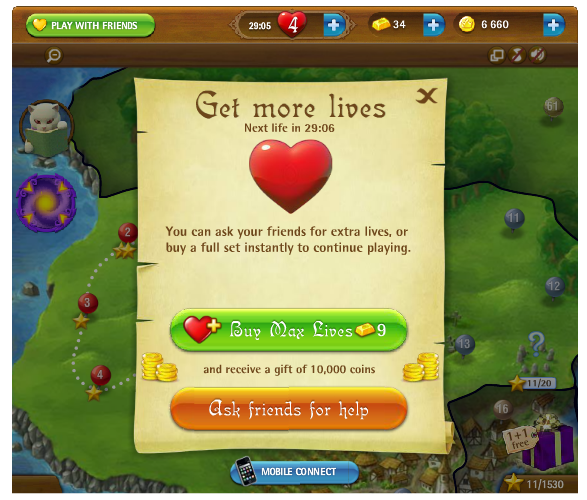 PLAY WITH FRIENDS
29:05
4
34
6 660
61
Get more lives
Next life in 29:06
You can ask your friends for extra lives, or
buy a full set instantly to continue playing.
2
11
12
3
Buy Max Lives 9
13
and receive a gift of 10,000 coins
4
?
11/20
Ask friends for help
16
1+1
free
MOBILE CONNECT
11/1530